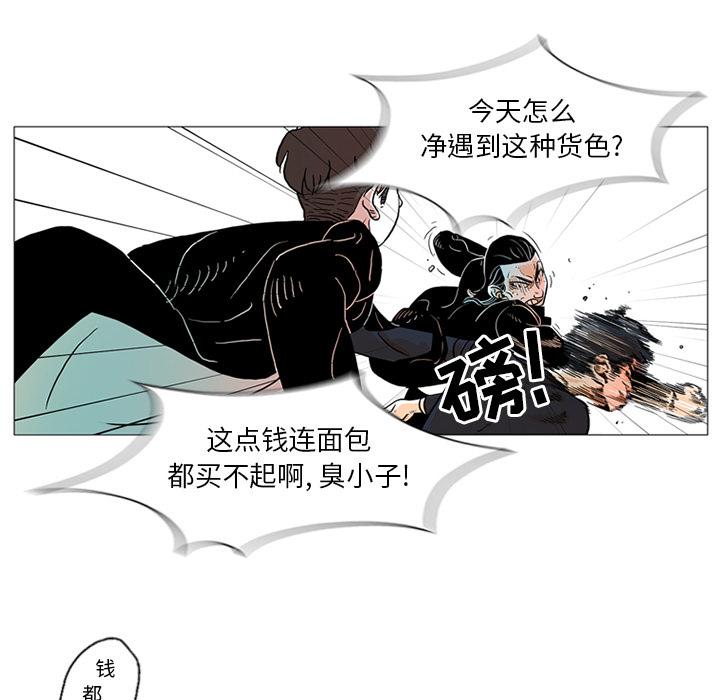 今天怎么
净遇到这种货色?
磅!
这点钱连面包
都买不起啊, 臭小子!
钱
都